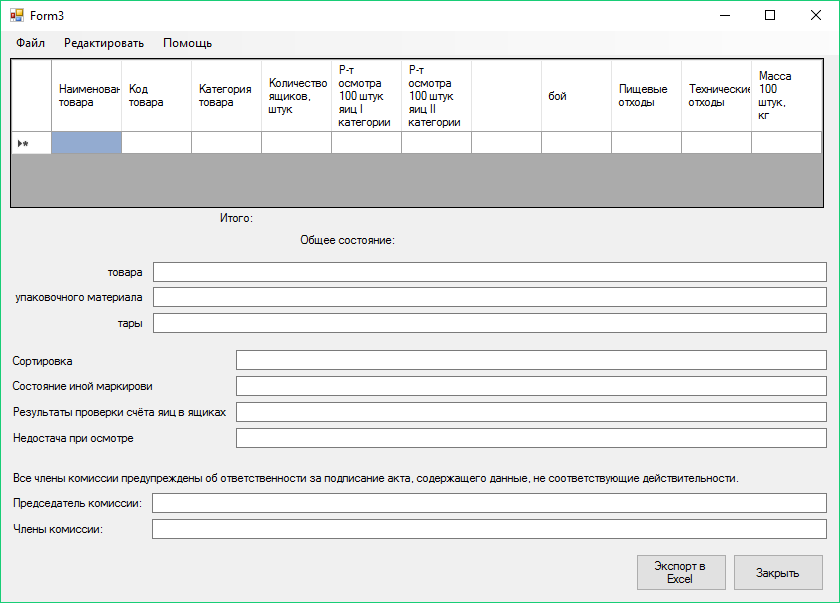 Form3
Файл Редактировать Помощь
Наименован товара
Код товара
Категория товара
Количество ящиков, штук
Р-т осмотра 100 штук яиц I категории
Р-т осмотра 100 штук яиц II категории
бой
Пищевые отходы
Технические отходы
Масса 100 штук, кг
Итого:
Общее состояние:
товара
упаковочного материала
тары
Сортировка
Состояние иной маркирови
Результаты проверки счёта яиц в ящиках
Недостача при осмотре
Все члены комиссии предупреждены об ответственности за подписание акта, содержащего данные, не соответствующие действительности.
Председатель комиссии:
Члены комиссии:
Экспорт в Excel
Закрыть